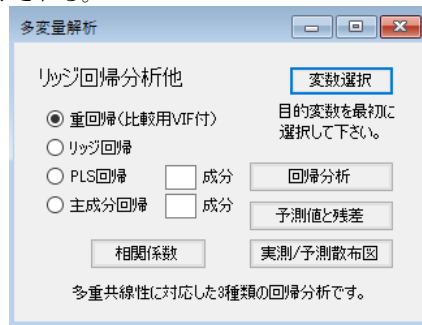 多変量解析
リッジ回帰分析他
変数選択
目的変数を最初に
選択して下さい。
重回帰(比較用VIF付)
リッジ回帰
PLS回帰 成分
主成分回帰 成分
回帰分析
予測値と残差
相関係数
実測/予測散布図
多重共線性に対応した3種類の回帰分析です。